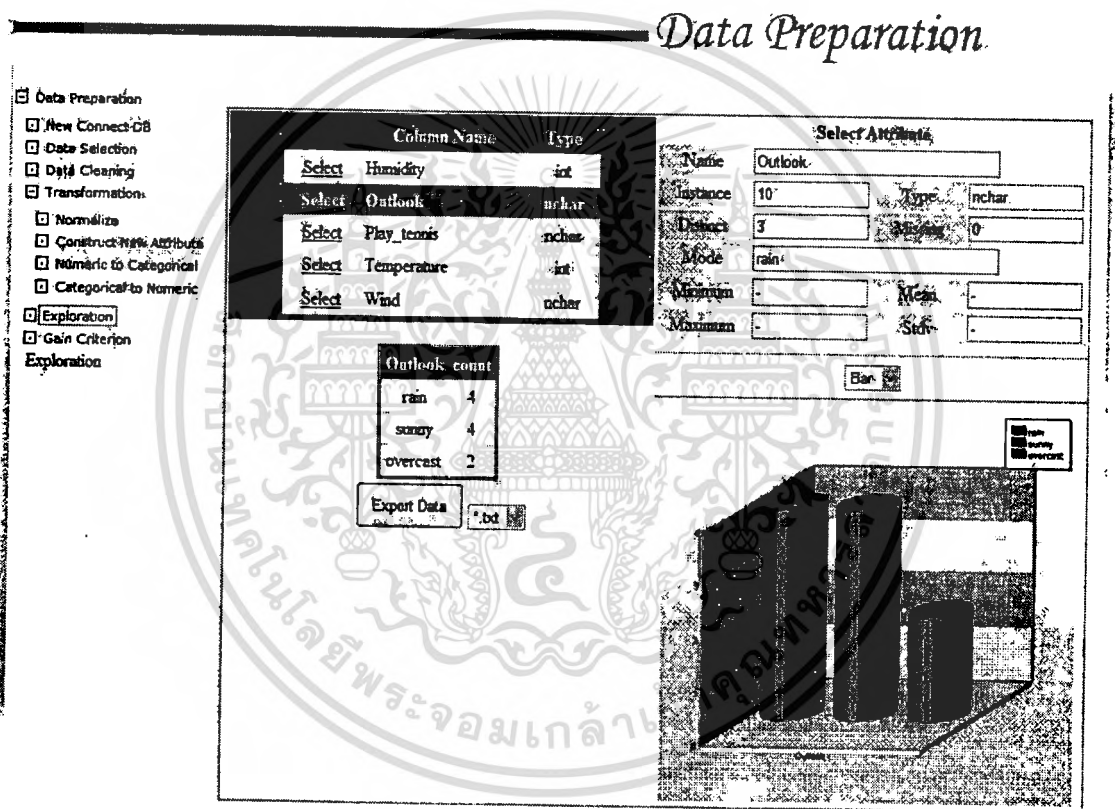 Data Preparation
Data Preparation
New Connect DB
Data Selection
Data Cleaning
Transformation
Normalize
Construct New Attribute
Numeric to Categorical
Categorical to Numeric
Exploration
Gain Criterion
Exploration
Column Name Type
Select Humidity int
Select Outlook nchar
Select Play_tennis nchar
Select Temperature int
Select Wind nchar
Outlook count
rain 4
sunny 4
overcast 2
Export Data *.txt
Select Attribute
Name Outlook
Instance 10 Type nchar
Distinct 3 Missing 0
Mode rain
Minimum - Mean -
Maximum - Stdv -
Bar
rain
sunny
overcast
Outlook